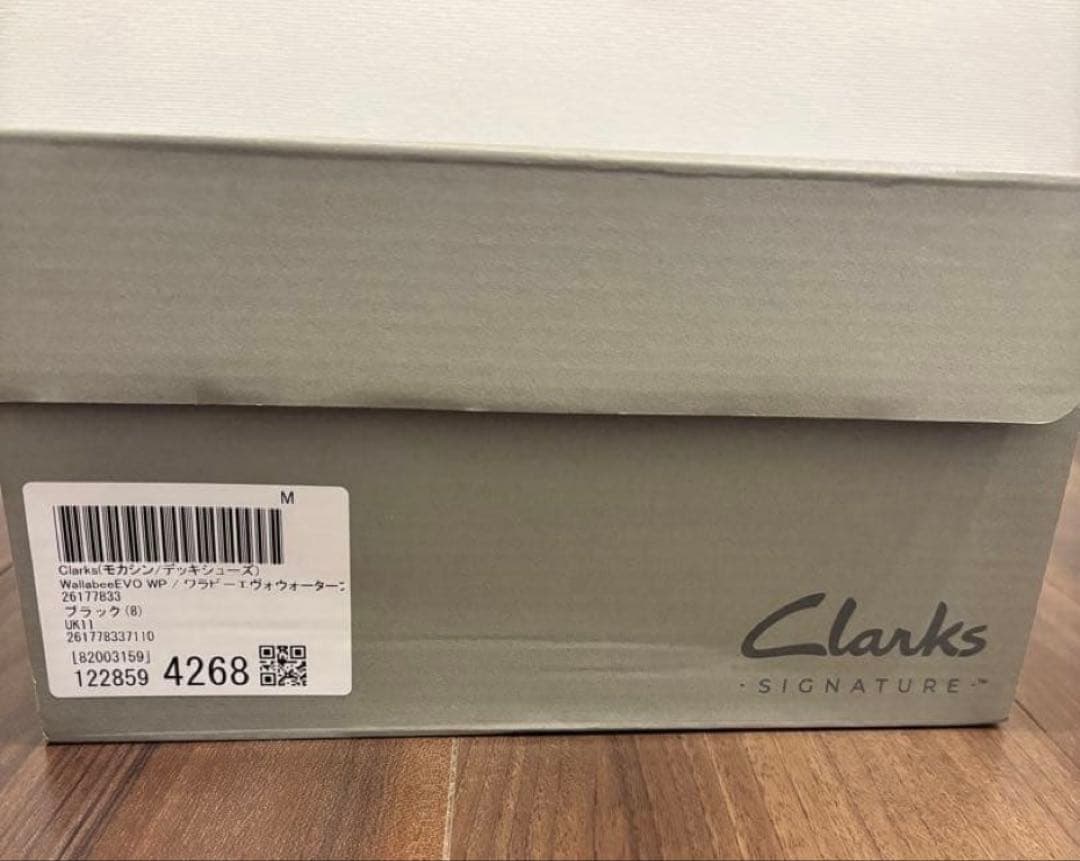 M
Clarks(モカシン/デッキシューズ)
WallabeeEVO WP / ワラビーエヴォウォーター
26177833
ブラック(8)
UK11
261778337110
[82003159]
122859 4268
Clarks
· SIGNATURE ·™